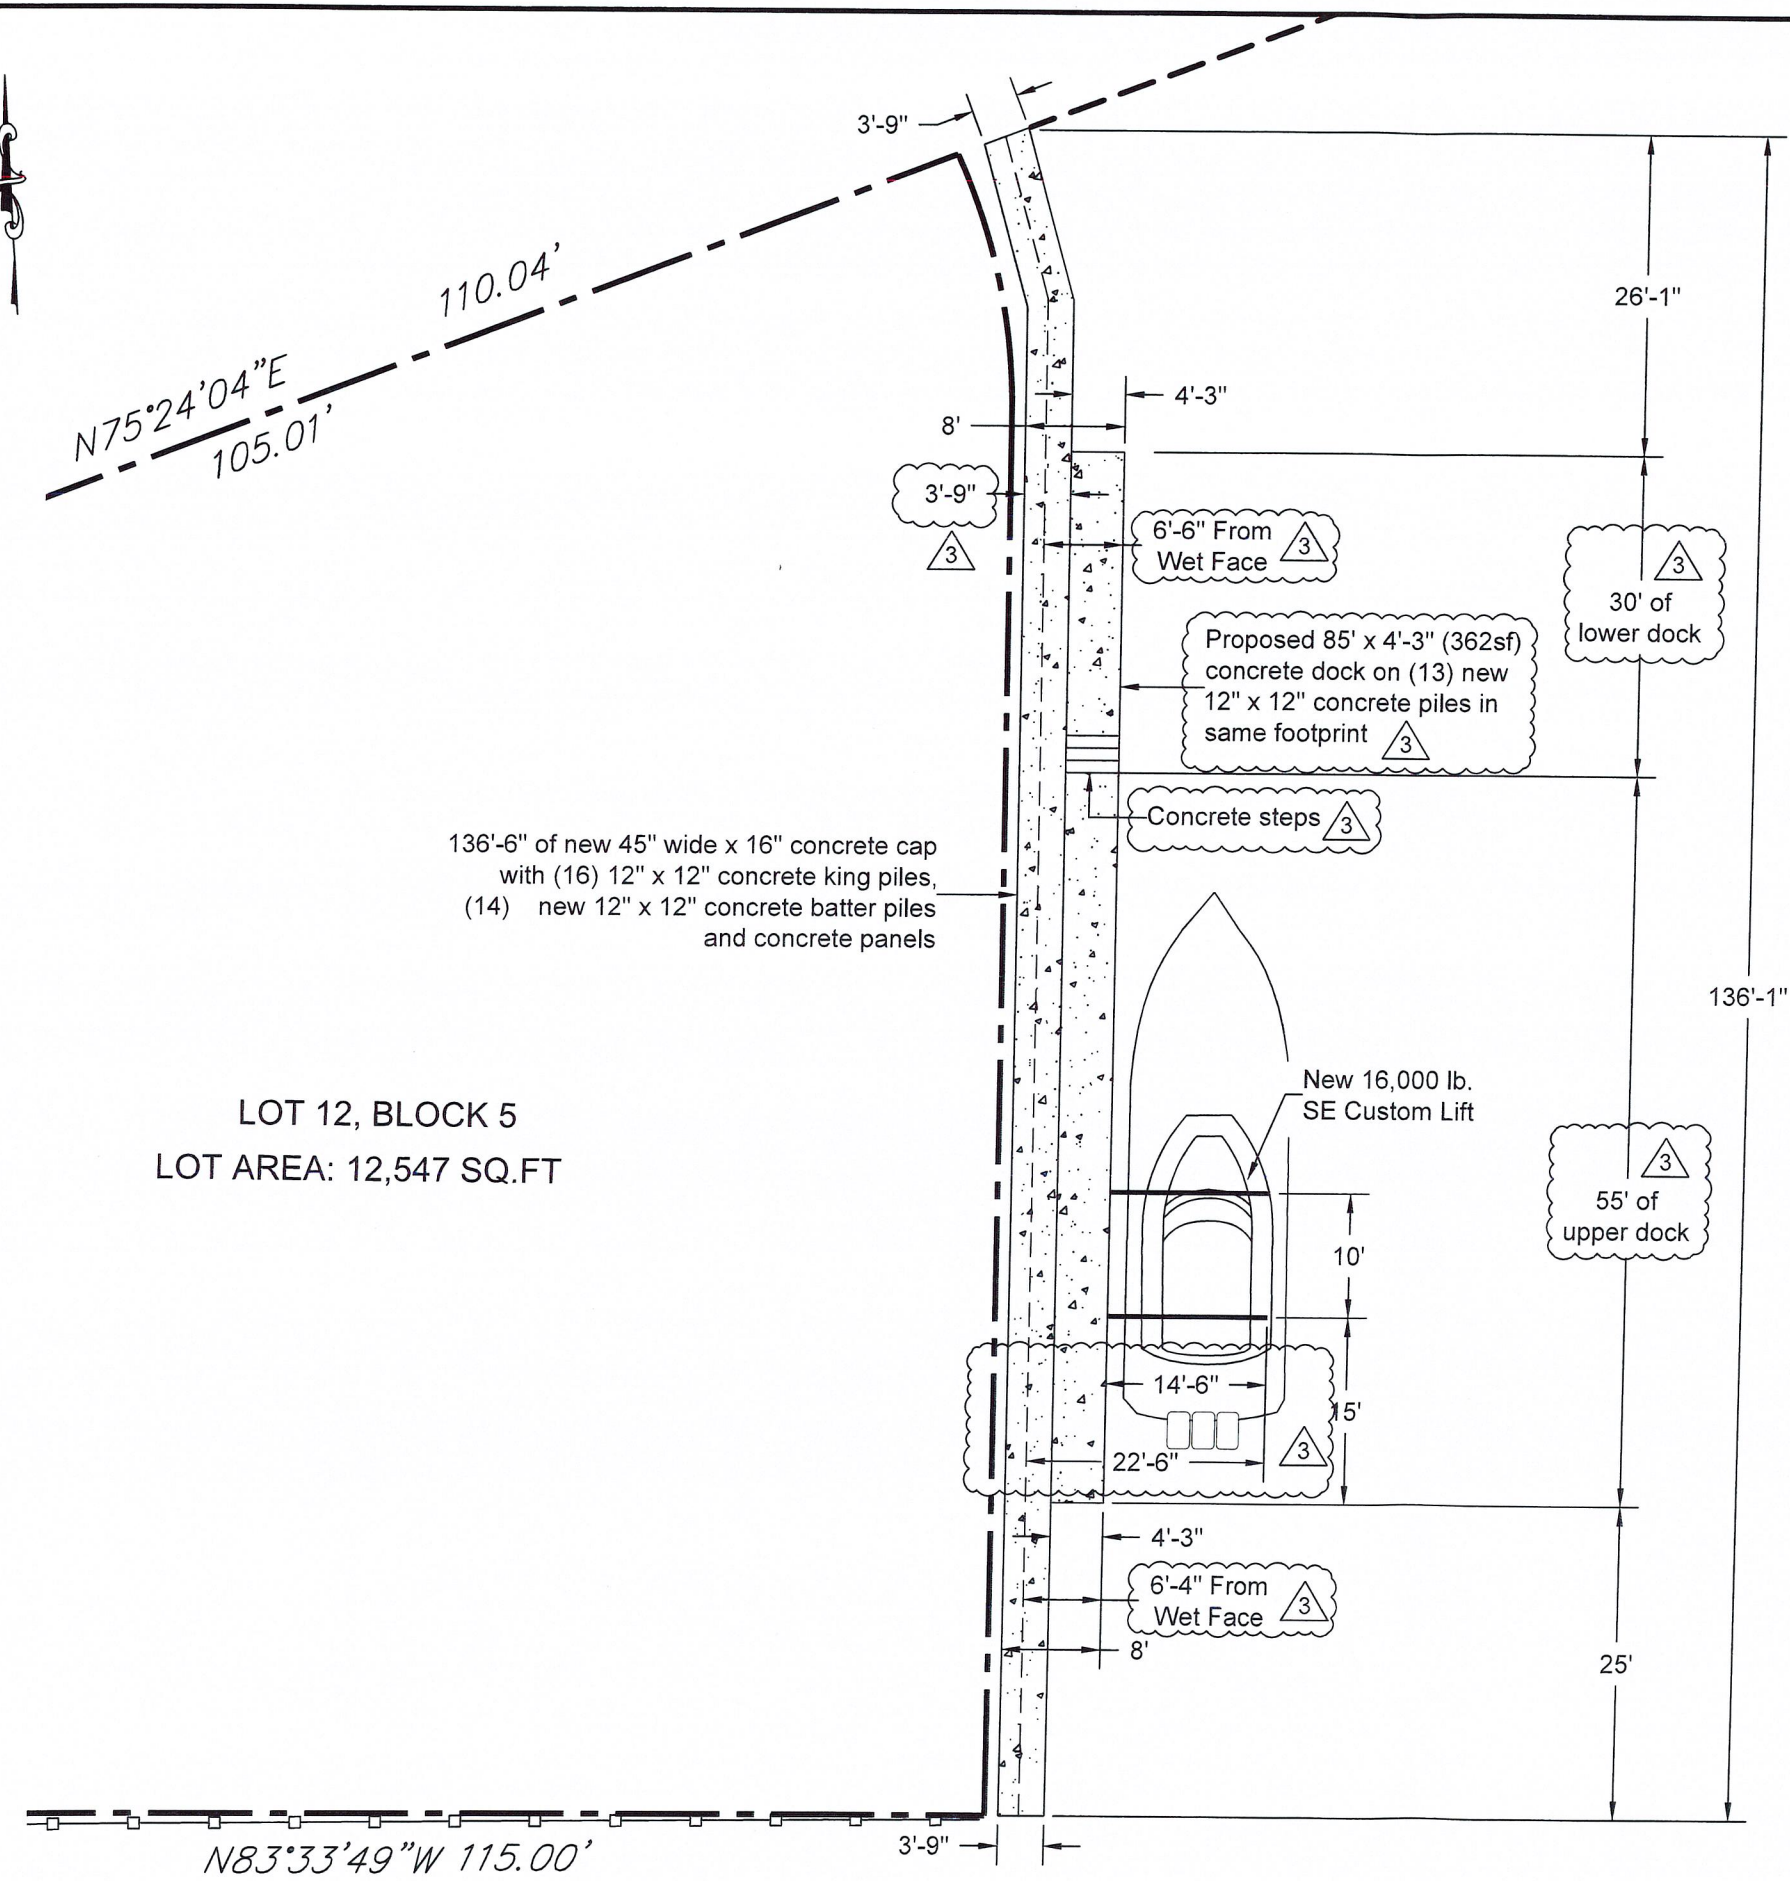 3'-9"
110.04'
N75°24'04"E
105.01'
26'-1"
4'-3"
8'
3'-9"
3
6'-6" From
Wet Face
3
3
30' of
lower dock
Proposed 85' x 4'-3" (362sf)
concrete dock on (13) new
12" x 12" concrete piles in
same footprint
3
Concrete steps
3
136'-6" of new 45" wide x 16" concrete cap
with (16) 12" x 12" concrete king piles,
(14) new 12" x 12" concrete batter piles
and concrete panels
136'-1"
New 16,000 lb.
SE Custom Lift
LOT 12, BLOCK 5
LOT AREA: 12,547 SQ.FT
3
55' of
upper dock
10'
14'-6"
15'
22'-6"
3
4'-3"
6'-4" From
Wet Face
3
8'
25'
3'-9"
N83°33'49"W 115.00'